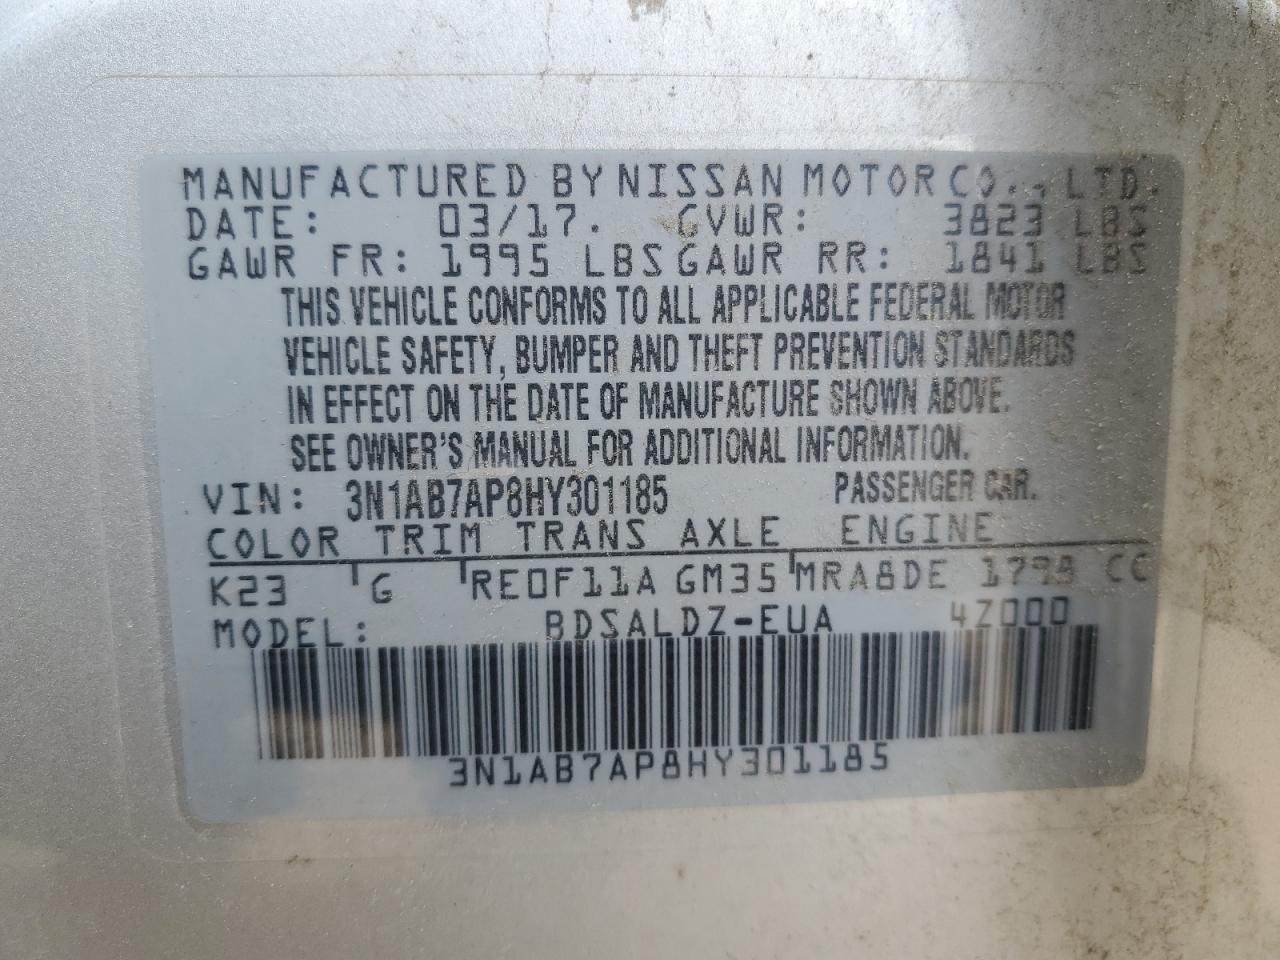 MANUFACTURED BY NISSAN MOTOR CO., LTD.
DATE: 03/17. GVWR: 3823 LBS
GAWR FR: 1995 LBS GAWR RR: 1841 LBS
THIS VEHICLE CONFORMS TO ALL APPLICABLE FEDERAL MOTOR
VEHICLE SAFETY, BUMPER AND THEFT PREVENTION STANDARDS
IN EFFECT ON THE DATE OF MANUFACTURE SHOWN ABOVE.
SEE OWNER'S MANUAL FOR ADDITIONAL INFORMATION.
VIN: 3N1AB7AP8HY301185 PASSENGER CAR.
COLOR TRIM TRANS AXLE ENGINE
K23 G RE0F11A GM35 MRA8DE 1798 CC
MODEL: BDSALDZ-EUA 4Z000
3N1AB7AP8HY301185